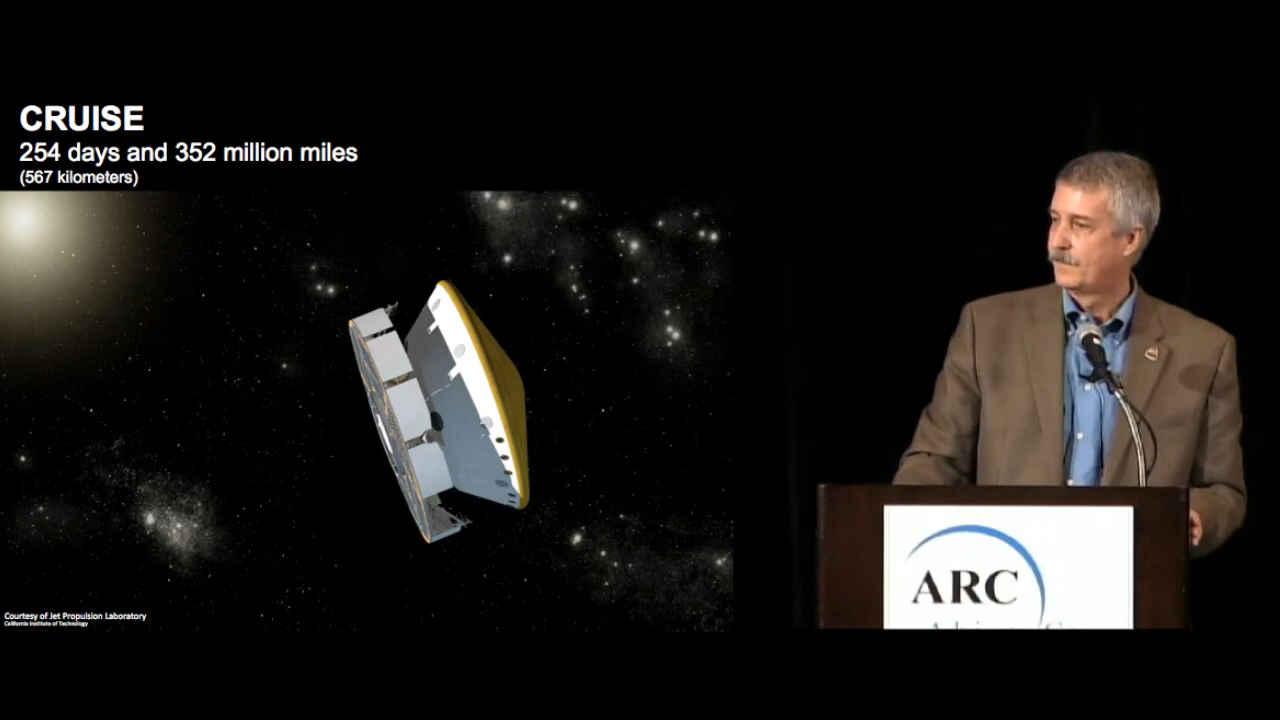 CRUISE
254 days and 352 million miles
(567 kilometers)
Courtesy of Jet Propulsion Laboratory
California Institute of Technology
ARC